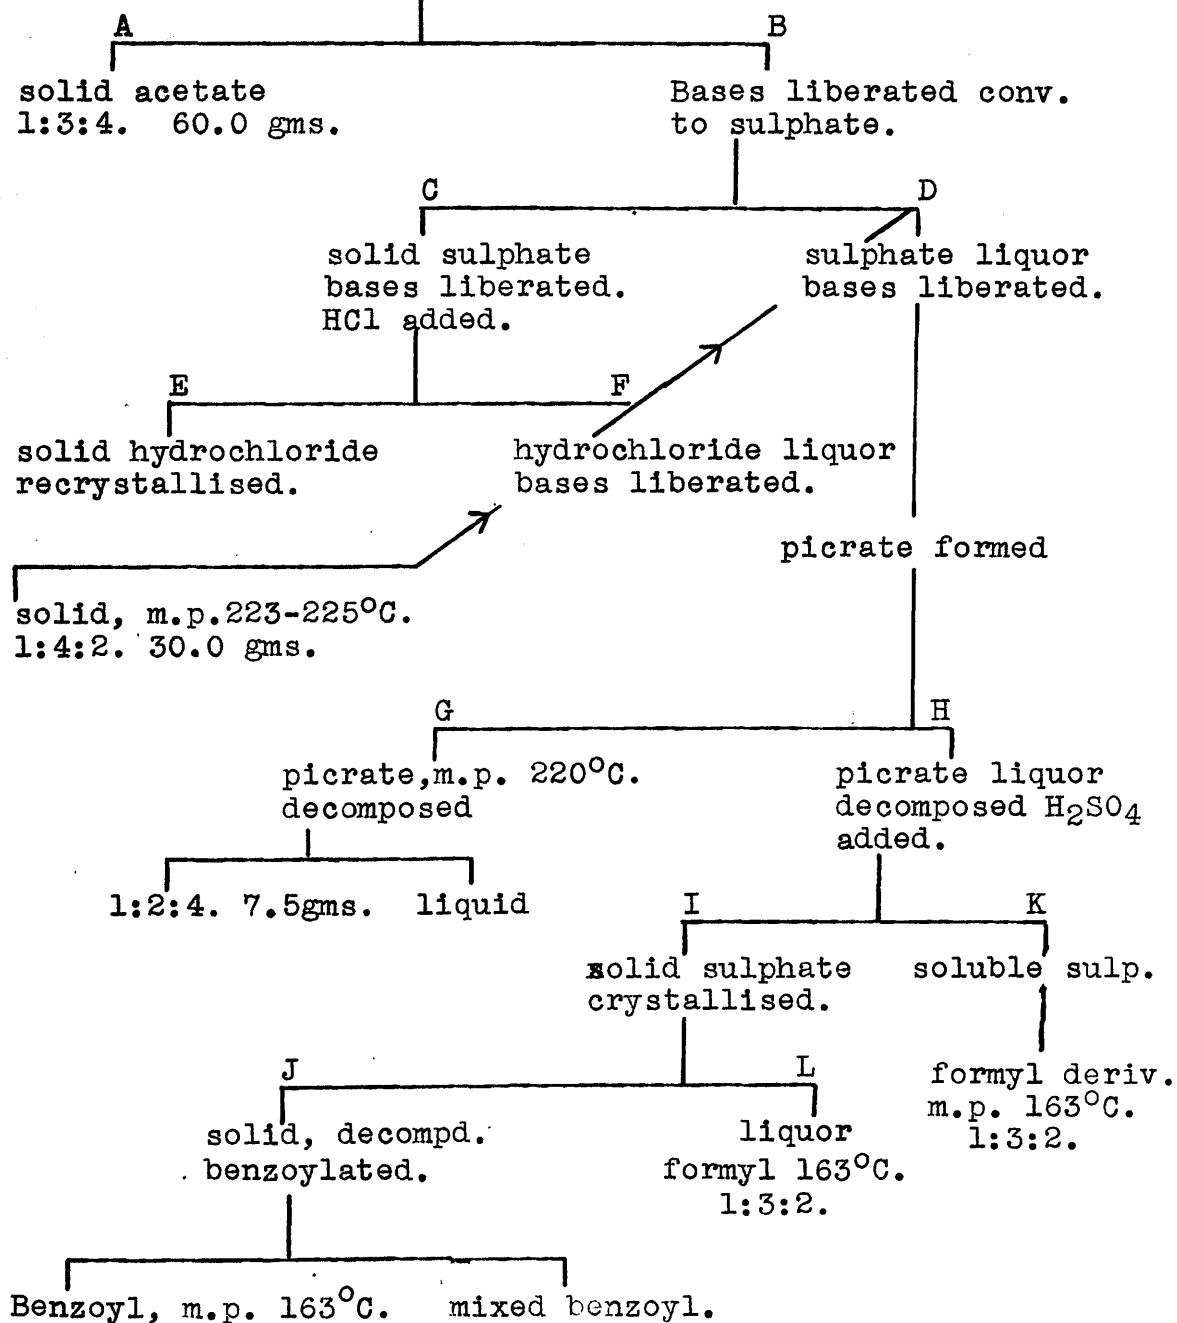 A
B
solid acetate
1:3:4. 60.0 gms.
Bases liberated conv.
to sulphate.
C
D
solid sulphate
bases liberated.
HCl added.
sulphate liquor
bases liberated.
E
F
solid hydrochloride
recrystallised.
hydrochloride liquor
bases liberated.
picrate formed
solid, m.p.223-225°C.
1:4:2. 30.0 gms.
G
H
picrate,m.p. 220°C.
decomposed
picrate liquor
decomposed H₂SO₄
added.
1:2:4. 7.5gms.
liquid
I
K
solid sulphate
crystallised.
soluble sulp.
J
L
formyl deriv.
m.p. 163°C.
1:3:2.
solid, decompd.
benzoylated.
liquor
formyl 163°C.
1:3:2.
Benzoyl, m.p. 163°C.
mixed benzoyl.